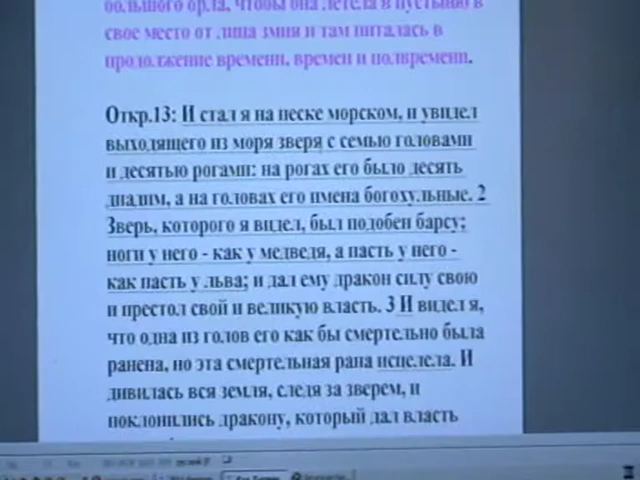 большого орла, чтобы она летела в пустыню в
свое место от лица змия и там питалась в
продолжение времени, времен и полвремени.
Откр.13: И стал я на песке морском, и увидел
выходящего из моря зверя с семью головами
и десятью рогами: на рогах его было десять
диадим, а на головах его имена богохульные. 2
Зверь, которого я видел, был подобен барсу;
ноги у него - как у медведя, а пасть у него -
как пасть у льва; и дал ему дракон силу свою
и престол свой и великую власть. 3 И видел я,
что одна из голов его как бы смертельно была
ранена, но эта смертельная рана исцелела. И
дивилась вся земля, следя за зверем, и
поклонились дракону, который дал власть